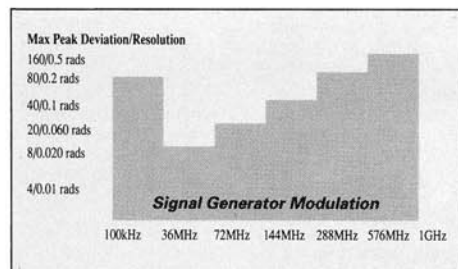 Max Peak Deviation/Resolution
160/0.5 rads
80/0.2 rads
40/0.1 rads
20/0.060 rads
8/0.020 rads
4/0.01 rads
Signal Generator Modulation
100kHz 36MHz 72MHz 144MHz 288MHz 576MHz 1GHz